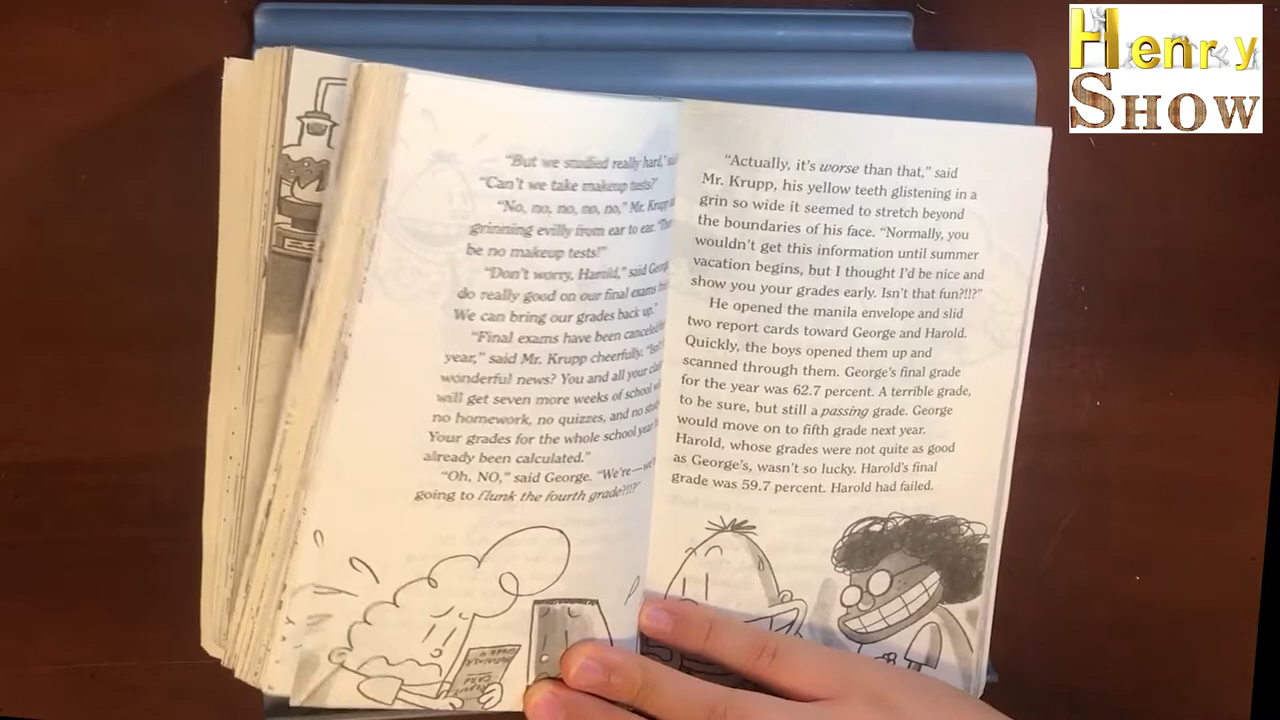 Henry
SHOW
"But we studied really hard,"
"Can't we take makeup tests?"
"No, no, no, no, no," Mr. Krupp
grinning evilly from ear to ear.
be no makeup tests!"
"Don't worry, Harold," said
do really good on our final exams
We can bring our grades back up."
"Final exams have been canceled
year," said Mr. Krupp cheerfully.
wonderful news? You and all your
will get seven more weeks of school
no homework, no quizzes, and no
Your grades for the whole school year
already been calculated."
"Oh, NO," said George. "We're—
going to flunk the fourth grade?!!?"
Report
Card
"Actually, it's worse than that," said
Mr. Krupp, his yellow teeth glistening in a
grin so wide it seemed to stretch beyond
the boundaries of his face. "Normally, you
wouldn't get this information until summer
vacation begins, but I thought I'd be nice and
show you your grades early. Isn't that fun?!!?"
He opened the manila envelope and slid
two report cards toward George and Harold.
Quickly, the boys opened them up and
scanned through them. George's final grade
for the year was 62.7 percent. A terrible grade,
to be sure, but still a passing grade. George
would move on to fifth grade next year.
Harold, whose grades were not quite as good
as George's, wasn't so lucky. Harold's final
grade was 59.7 percent. Harold had failed.